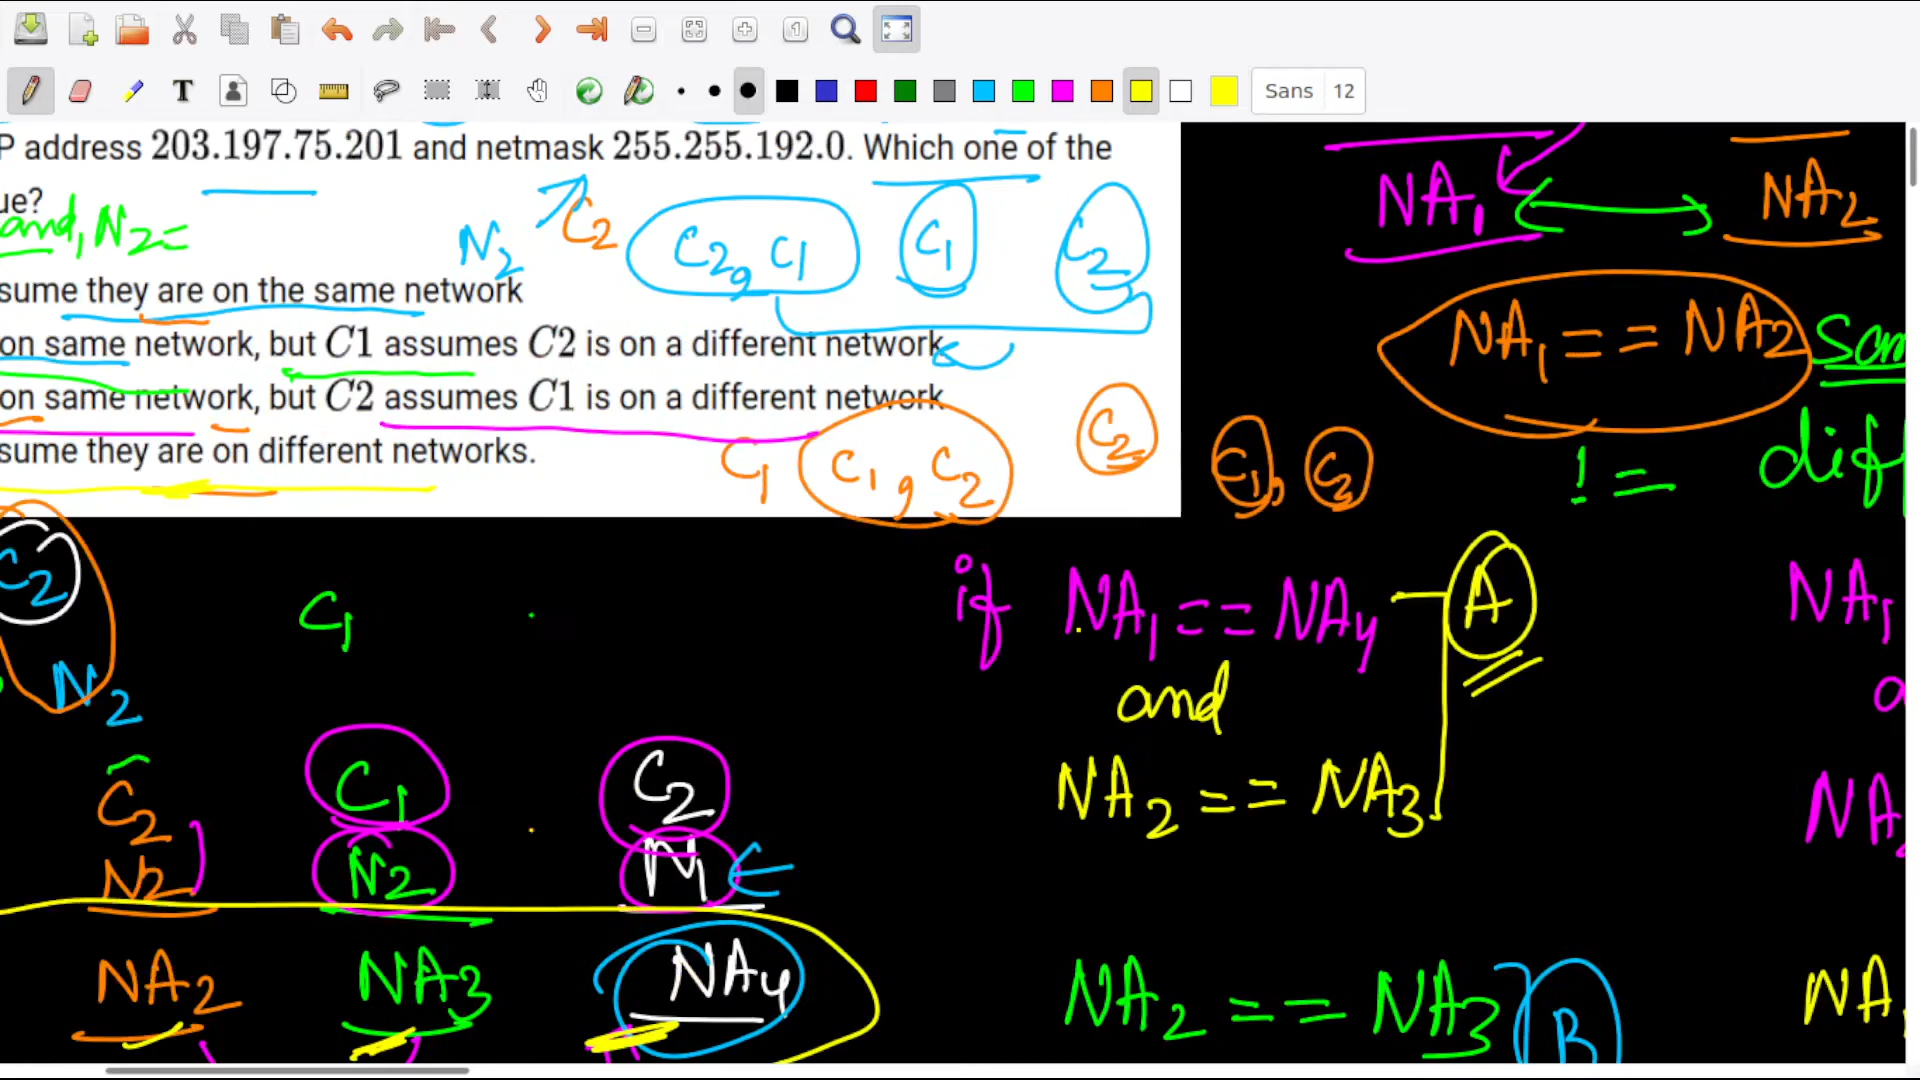 Sans 12
P address 203.197.75.201 and netmask 255.255.192.0. Which one of the
ue?
and, N2=
N2 C2 C2, C1 C1 C2
sume they are on the same network
on same network, but C1 assumes C2 is on a different network
on same network, but C2 assumes C1 is on a different network
sume they are on different networks.
C1 C1, C2 C2 C1, C2
NA1 NA2
NA1 == NA2 Sam
!= diff
C2
N2
C1
if NA1 == NA4 A
and
NA2 == NA3
NA1
a
NA
C2 C1 C2
N2 N2 N1
NA2 NA3 NA4
NA2 == NA3 B
NA